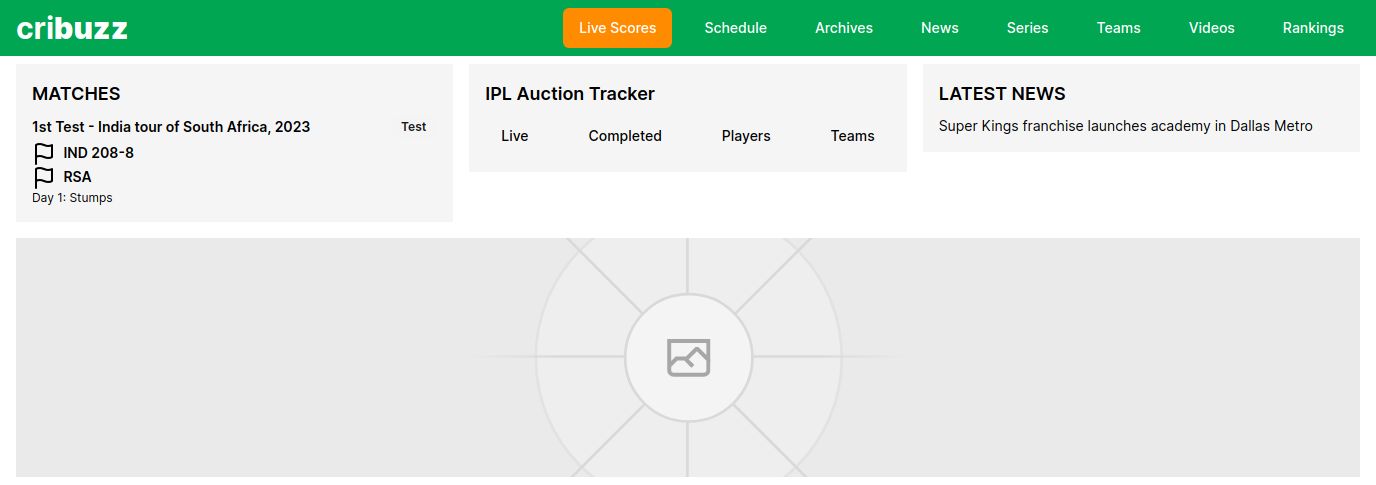 cribuzz
Live Scores Schedule Archives News Series Teams Videos Rankings
MATCHES
1st Test - India tour of South Africa, 2023 Test
IND 208-8
RSA
Day 1: Stumps
IPL Auction Tracker
Live Completed Players Teams
LATEST NEWS
Super Kings franchise launches academy in Dallas Metro